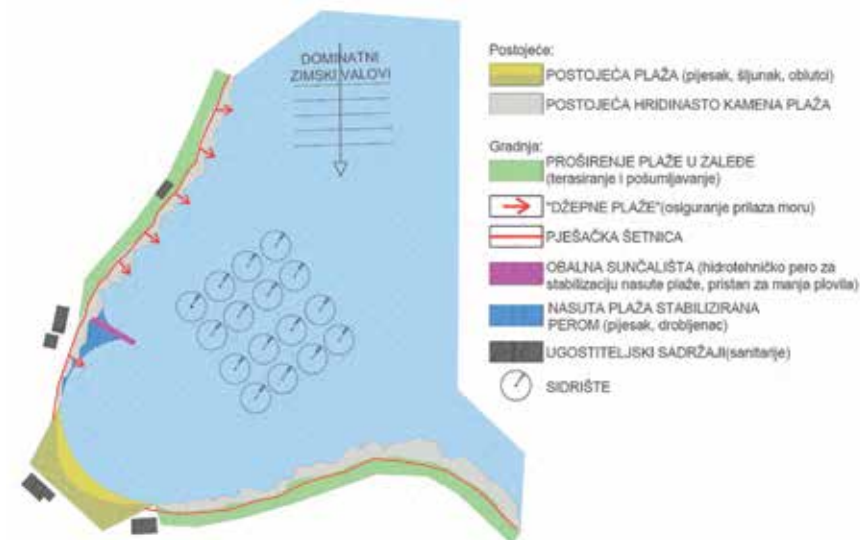 DOMINATNI
ZIMSKI VALOVI
Postojeće:
POSTOJEĆA PLAŽA (pijesak, šljunak, oblutci)
POSTOJEĆA HRIDINASTO KAMENA PLAŽA
Gradnja:
PROŠIRENJE PLAŽE U ZALEĐE
(terasiranje i pošumljavanje)
"DŽEPNE PLAŽE"(osiguranje prilaza moru)
PJEŠAČKA ŠETNICA
OBALNA SUNČALIŠTA (hidrotehničko pero za
stabilizaciju nasute plaže, pristan za manja plovila)
NASUTA PLAŽA STABILIZIRANA
PEROM (pijesak, drobljenac)
UGOSTITELJSKI SADRŽAJI(sanitarije)
SIDRIŠTE